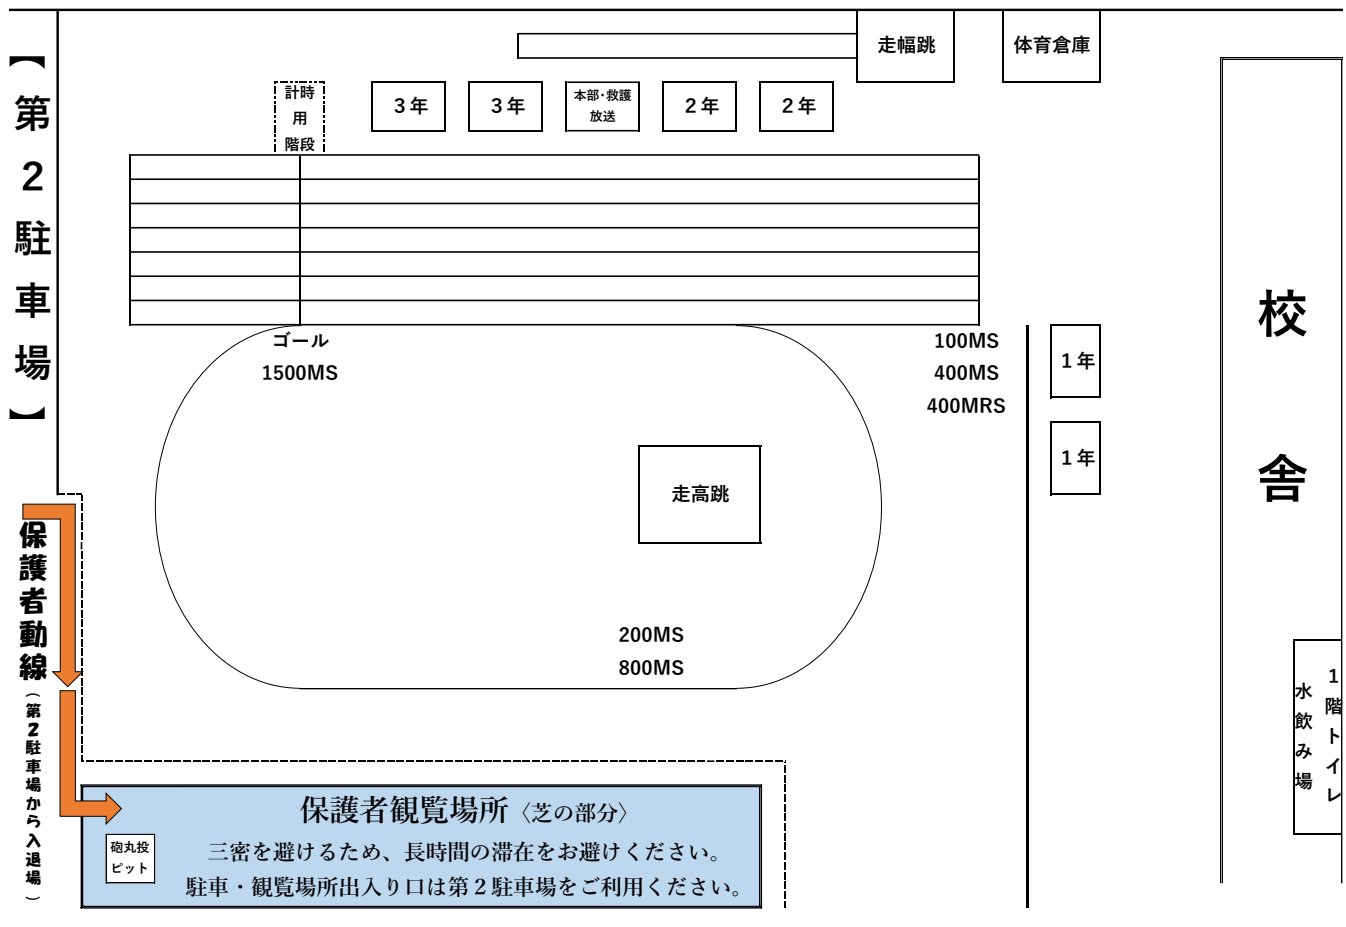 【第２駐車場】
走幅跳
体育倉庫
計時
用
階段
３年
３年
本部・救護
放送
２年
２年
ゴール
1500MS
100MS
400MS
400MRS
１年
１年
走高跳
200MS
800MS
校舎
１階トイレ
水飲み場
保護者動線（第２駐車場から入退場）
保護者観覧場所〈芝の部分〉
砲丸投
ピット
三密を避けるため、長時間の滞在をお避けください。
駐車・観覧場所出入り口は第２駐車場をご利用ください。